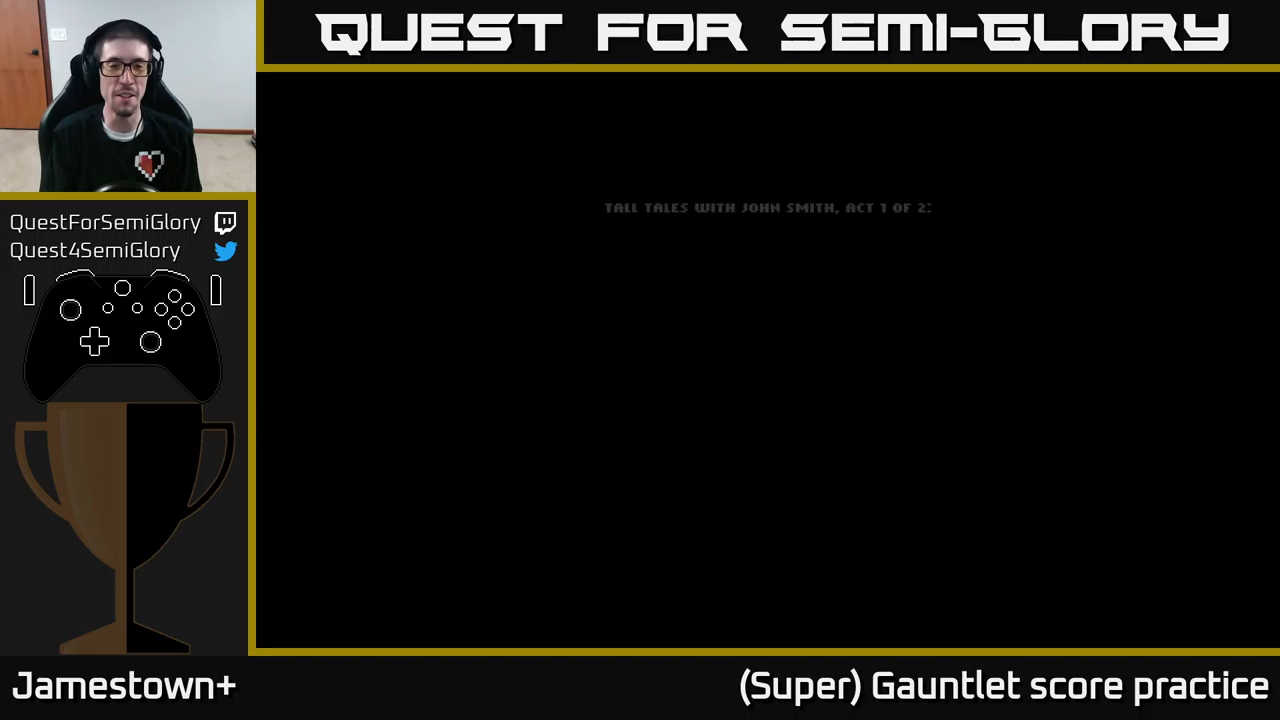 QUEST FOR SEMI-GLORY
QuestForSemiGlory
Quest4SemiGlory
TALL TALES WITH JOHN SMITH, ACT 1 OF 2:
Jamestown+
(Super) Gauntlet score practice